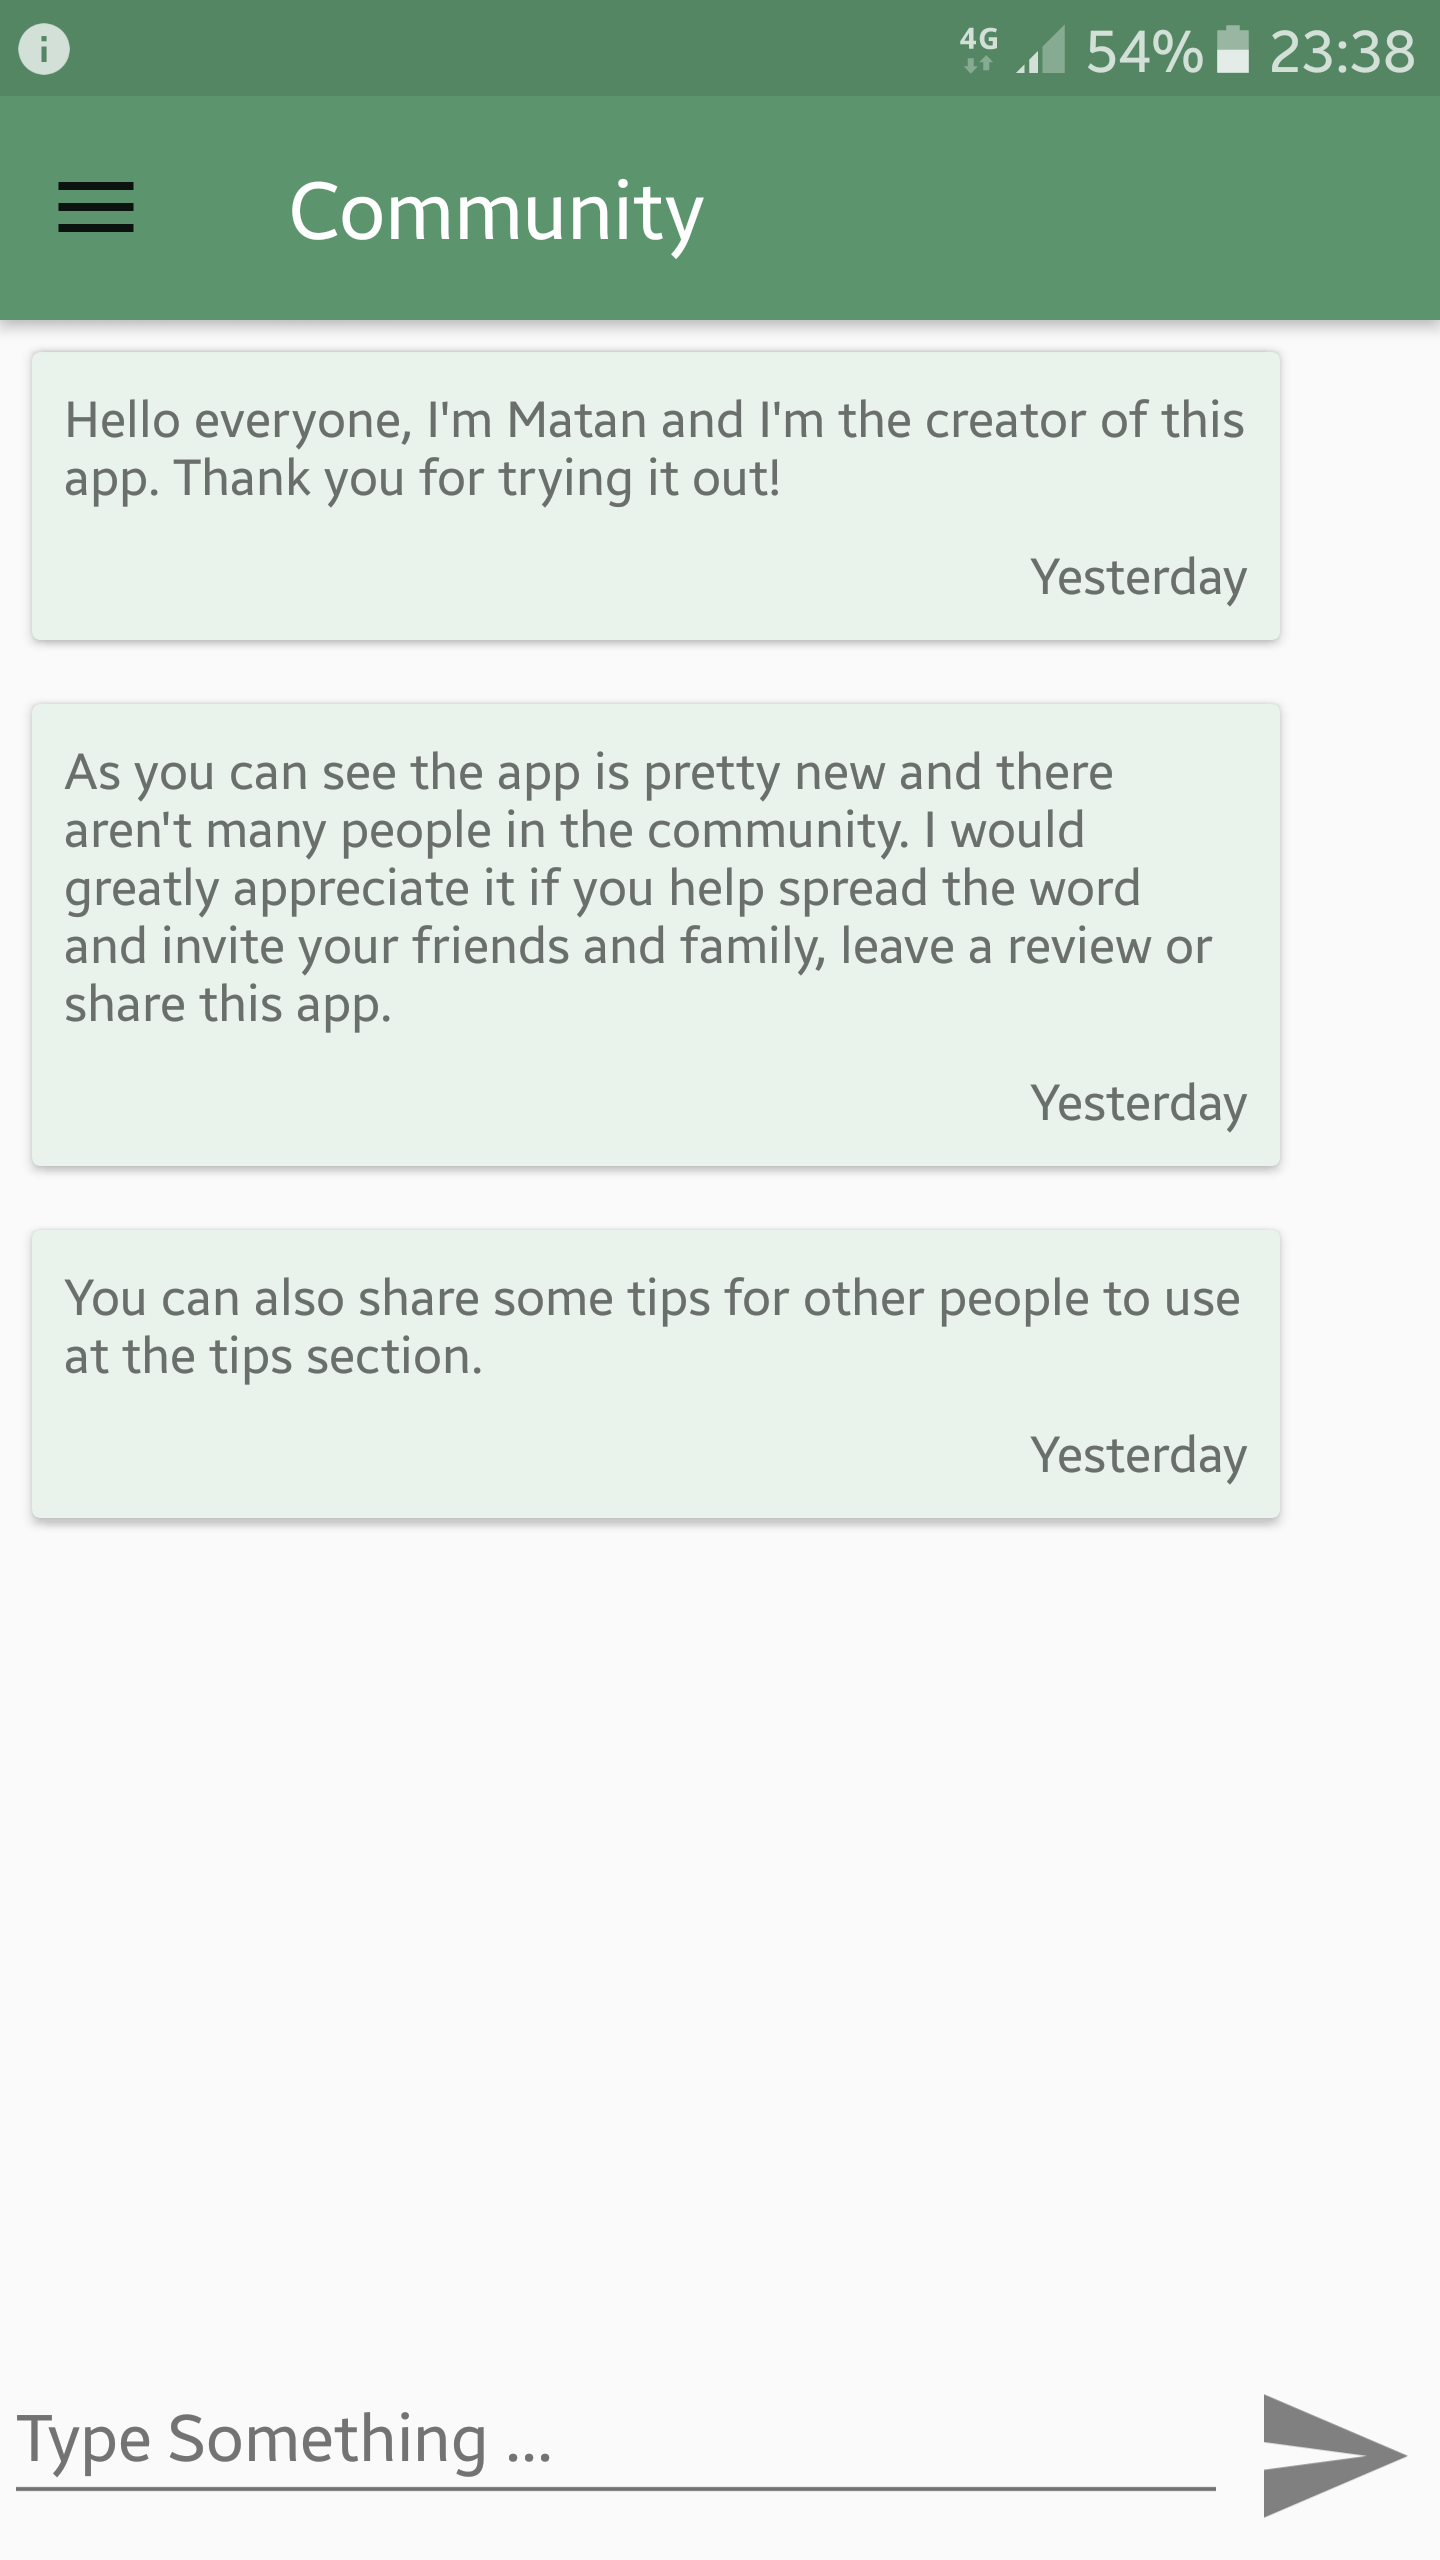 4G 54% 23:38
Community
Hello everyone, I'm Matan and I'm the creator of this
app. Thank you for trying it out!
Yesterday
As you can see the app is pretty new and there
aren't many people in the community. I would
greatly appreciate it if you help spread the word
and invite your friends and family, leave a review or
share this app.
Yesterday
You can also share some tips for other people to use
at the tips section.
Yesterday
Type Something ...